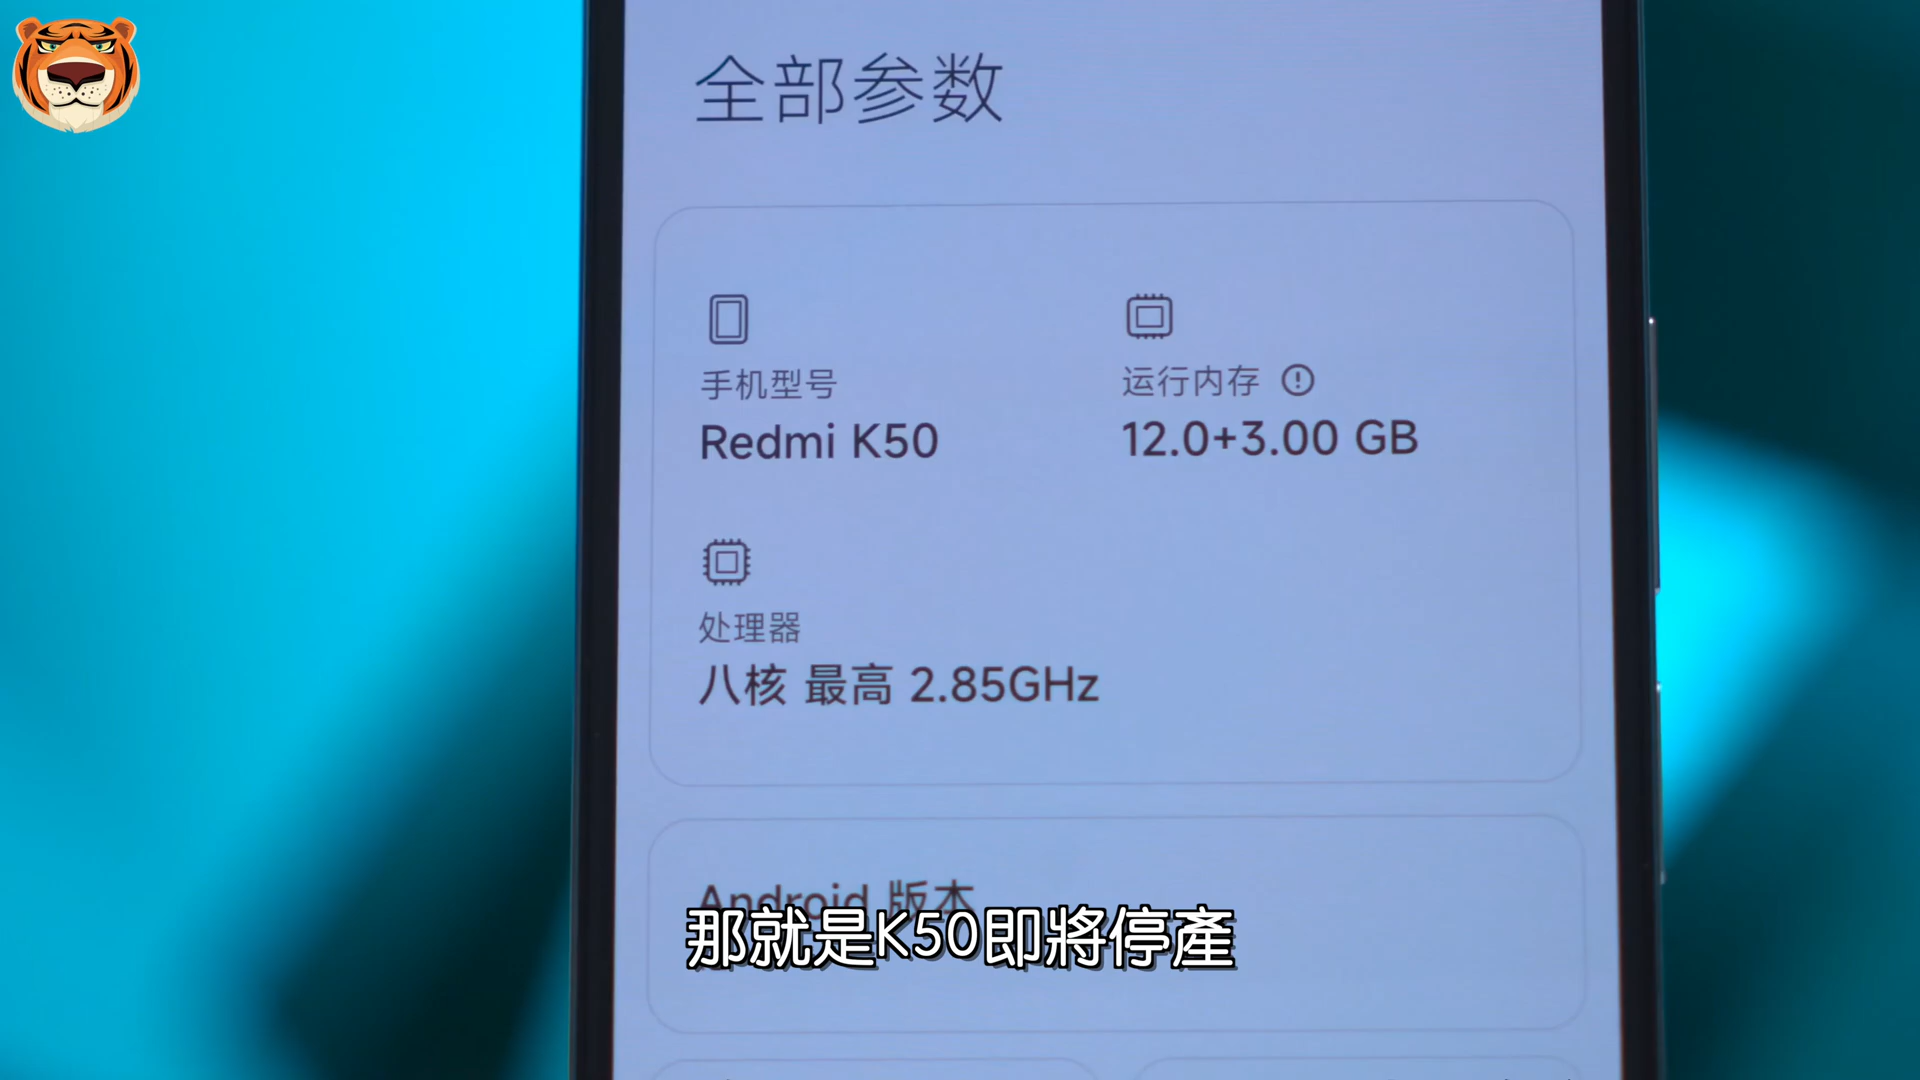 全部参数
手机型号
Redmi K50
运行内存
12.0+3.00 GB
处理器
八核 最高 2.85GHz
Android 版本
那就是K50即將停產